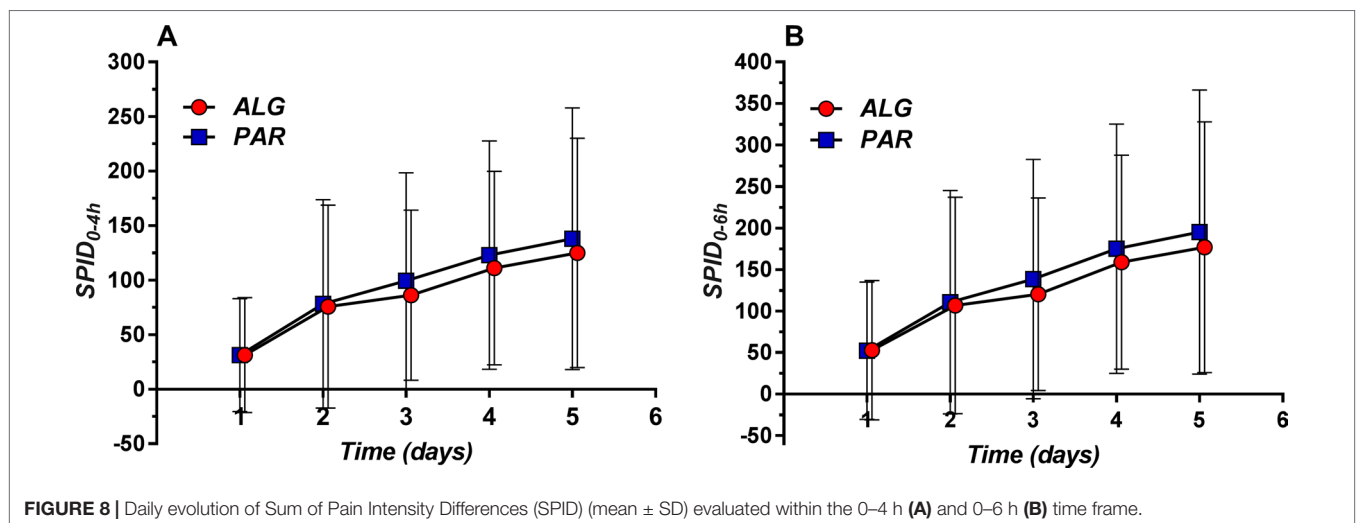 A
300
250
200
150
100
50
0
-50
SPID0-4h
ALG
PAR
1 2 3 4 5 6
Time (days)
B
400
350
300
250
200
150
100
50
0
-50
SPID0-6h
ALG
PAR
1 2 3 4 5 6
Time (days)
FIGURE 8 | Daily evolution of Sum of Pain Intensity Differences (SPID) (mean ± SD) evaluated within the 0–4 h (A) and 0–6 h (B) time frame.